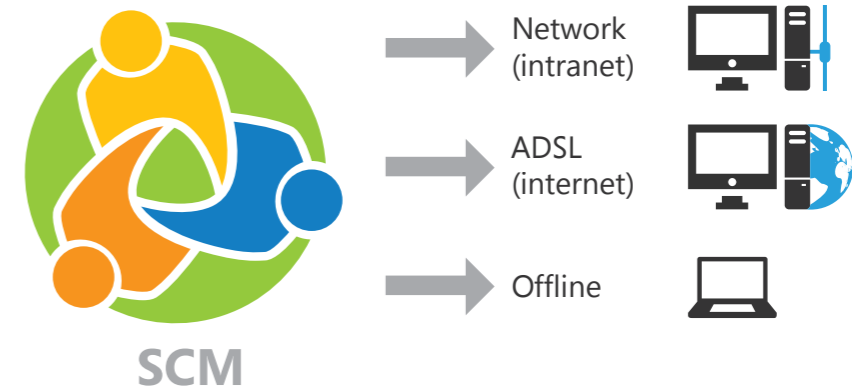 Network
(intranet)
ADSL
(internet)
Offline
SCM